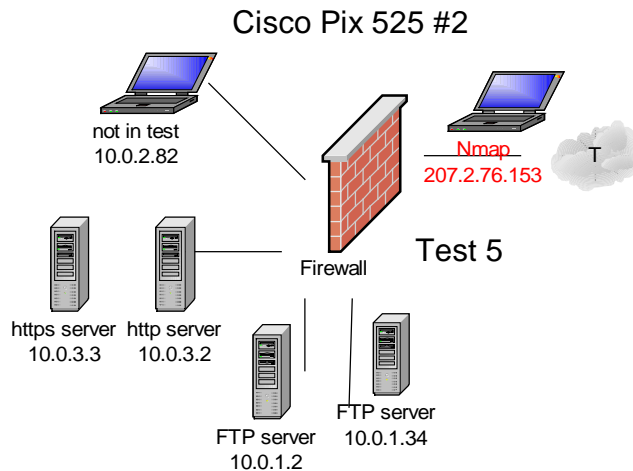 Cisco Pix 525 #2
not in test
10.0.2.82
Nmap
207.2.76.153
T
Firewall
Test 5
https server
10.0.3.3
http server
10.0.3.2
FTP server
10.0.1.2
FTP server
10.0.1.34